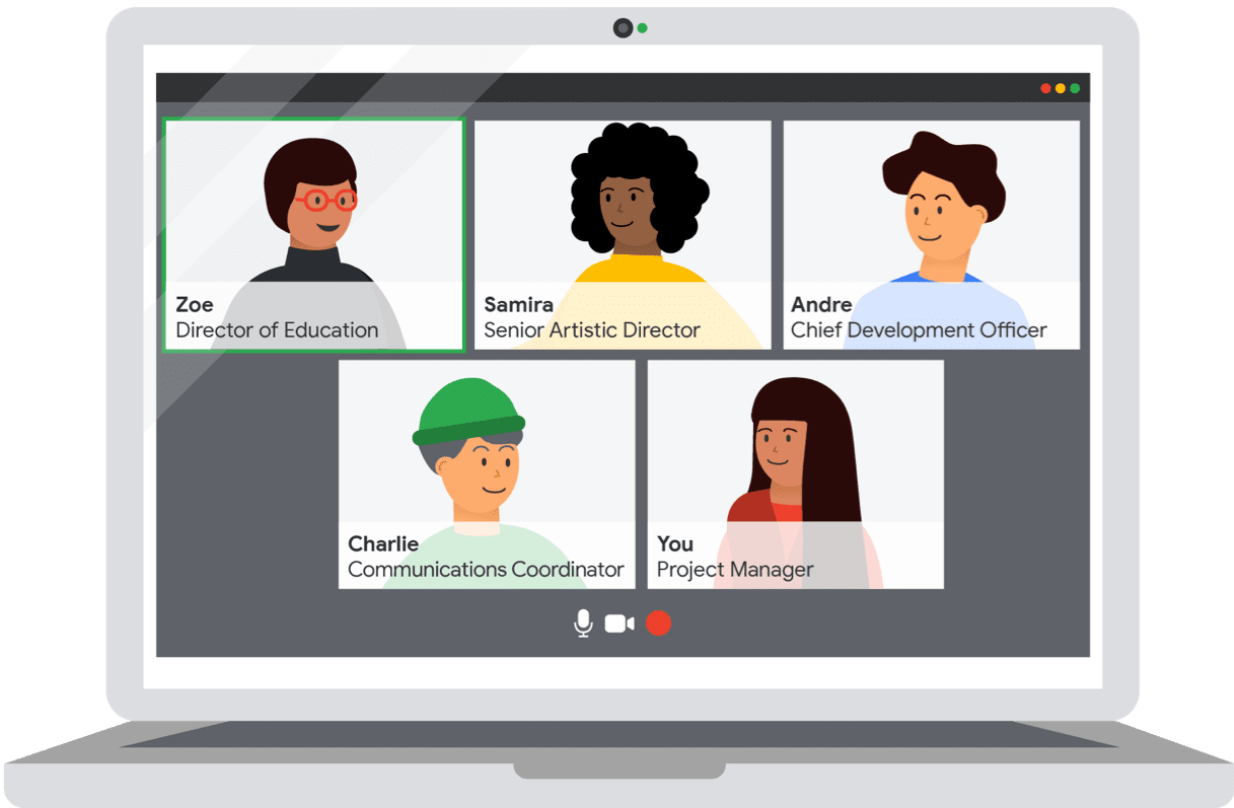 Zoe
Director of Education
Samira
Senior Artistic Director
Andre
Chief Development Officer
Charlie
Communications Coordinator
You
Project Manager